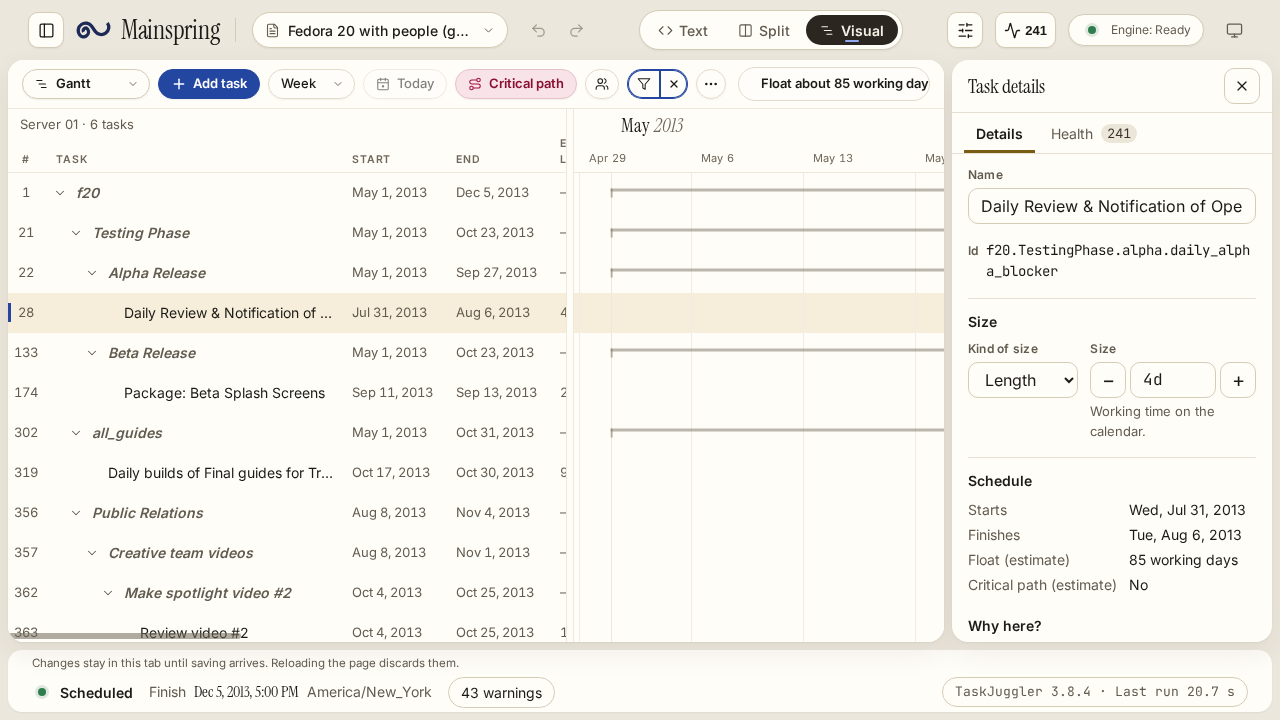 Mainspring
Fedora 20 with people (g...
Text
Split
Visual
241
Engine: Ready
Gantt
Add task
Week
Today
Critical path
Float about 85 working day
Server 01 · 6 tasks
May 2013
# TASK START END
Apr 29 May 6 May 13 May
1 f20 May 1, 2013 Dec 5, 2013 –
21 Testing Phase May 1, 2013 Oct 23, 2013 –
22 Alpha Release May 1, 2013 Sep 27, 2013 –
28 Daily Review & Notification of ... Jul 31, 2013 Aug 6, 2013 4
133 Beta Release May 1, 2013 Oct 23, 2013 –
174 Package: Beta Splash Screens Sep 11, 2013 Sep 13, 2013 2
302 all_guides May 1, 2013 Oct 31, 2013 –
319 Daily builds of Final guides for Tr... Oct 17, 2013 Oct 30, 2013 9
356 Public Relations Aug 8, 2013 Nov 4, 2013 –
357 Creative team videos Aug 8, 2013 Nov 1, 2013 –
362 Make spotlight video #2 Oct 4, 2013 Oct 25, 2013 –
363 Review video #2 Oct 4, 2013 Oct 25, 2013 1
Task details
Details
Health 241
Name
Daily Review & Notification of Ope
Id f20.TestingPhase.alpha.daily_alph
a_blocker
Size
Kind of size Size
Length − 4d +
Working time on the
calendar.
Schedule
Starts Wed, Jul 31, 2013
Finishes Tue, Aug 6, 2013
Float (estimate) 85 working days
Critical path (estimate) No
Why here?
Changes stay in this tab until saving arrives. Reloading the page discards them.
Scheduled Finish Dec 5, 2013, 5:00 PM America/New_York 43 warnings
TaskJuggler 3.8.4 · Last run 20.7 s